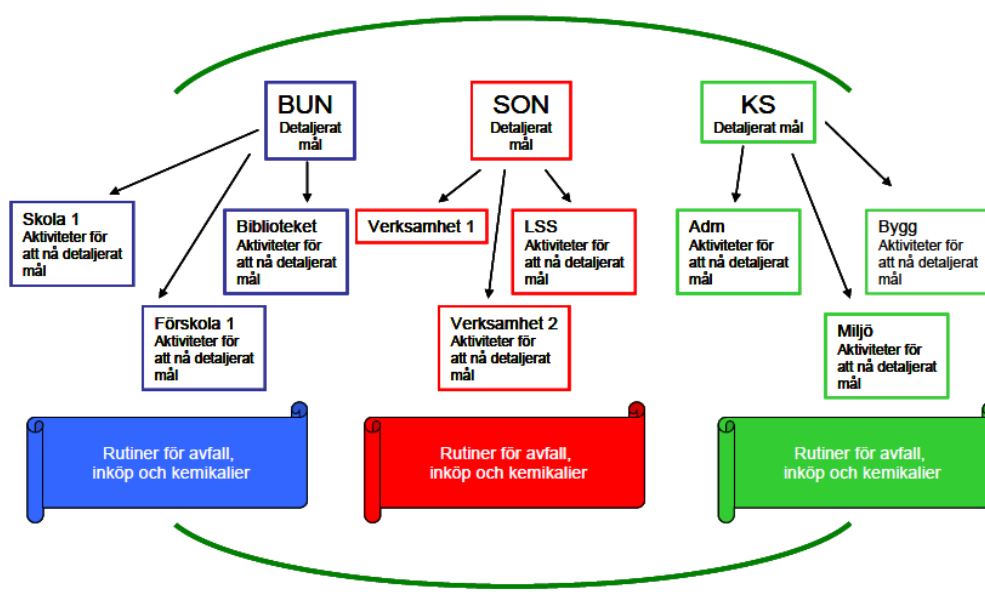 BUN
Detaljerat
mål
SON
Detaljerat
mål
KS
Detaljerat mål
Skola 1
Aktiviteter för
att nå detaljerat
mål
Biblioteket
Aktiviteter för
att nå detaljerat
mål
Förskola 1
Aktiviteter för
att nå detaljerat
mål
Verksamhet 1
LSS
Aktiviteter för
att nå detaljerat
mål
Verksamhet 2
Aktiviteter för
att nå detaljerat
mål
Adm
Aktiviteter för
att nå detaljerat
mål
Bygg
Aktiviteter för
att nå detaljerat
mål
Miljö
Aktiviteter för
att nå detaljerat
mål
Rutiner för avfall,
inköp och kemikalier
Rutiner för avfall,
inköp och kemikalier
Rutiner för avfall,
inköp och kemikalier